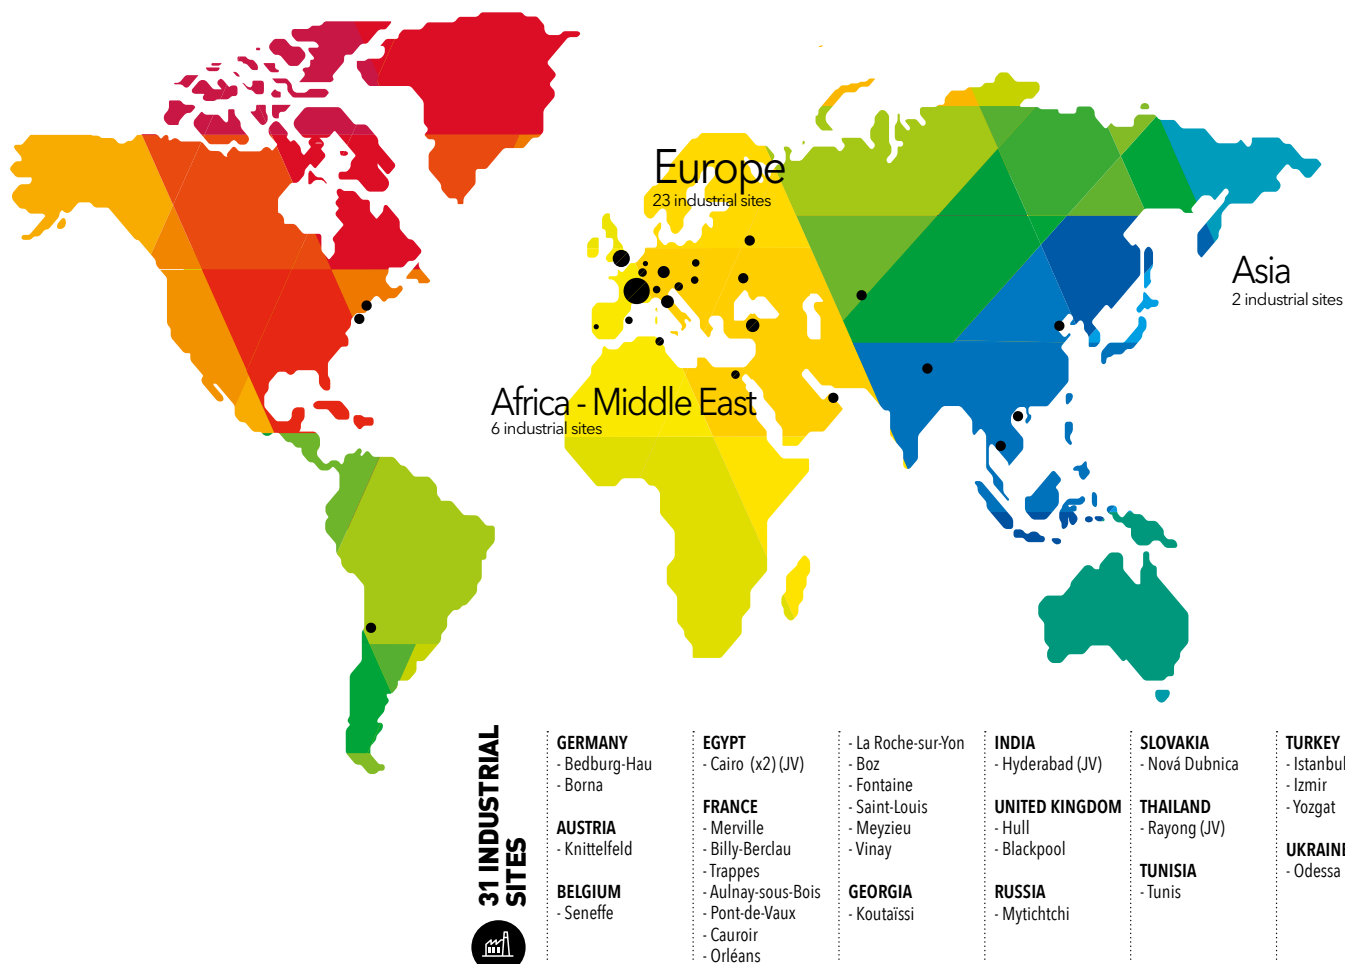 Europe
23 industrial sites
Asia
2 industrial sites
Africa - Middle East
6 industrial sites
31 INDUSTRIAL
SITES
GERMANY
- Bedburg-Hau
- Borna
AUSTRIA
- Knittelfeld
BELGIUM
- Seneffe
EGYPT
- Cairo (x2) (JV)
FRANCE
- Merville
- Billy-Berclau
- Trappes
- Aulnay-sous-Bois
- Pont-de-Vaux
- Cauroir
- Orléans
- La Roche-sur-Yon
- Boz
- Fontaine
- Saint-Louis
- Meyzieu
- Vinay
GEORGIA
- Koutaïssi
INDIA
- Hyderabad (JV)
UNITED KINGDOM
- Hull
- Blackpool
RUSSIA
- Mytichtchi
SLOVAKIA
- Nová Dubnica
THAILAND
- Rayong (JV)
TUNISIA
- Tunis
TURKEY
- Istanbul
- Izmir
- Yozgat
UKRAINE
- Odessa